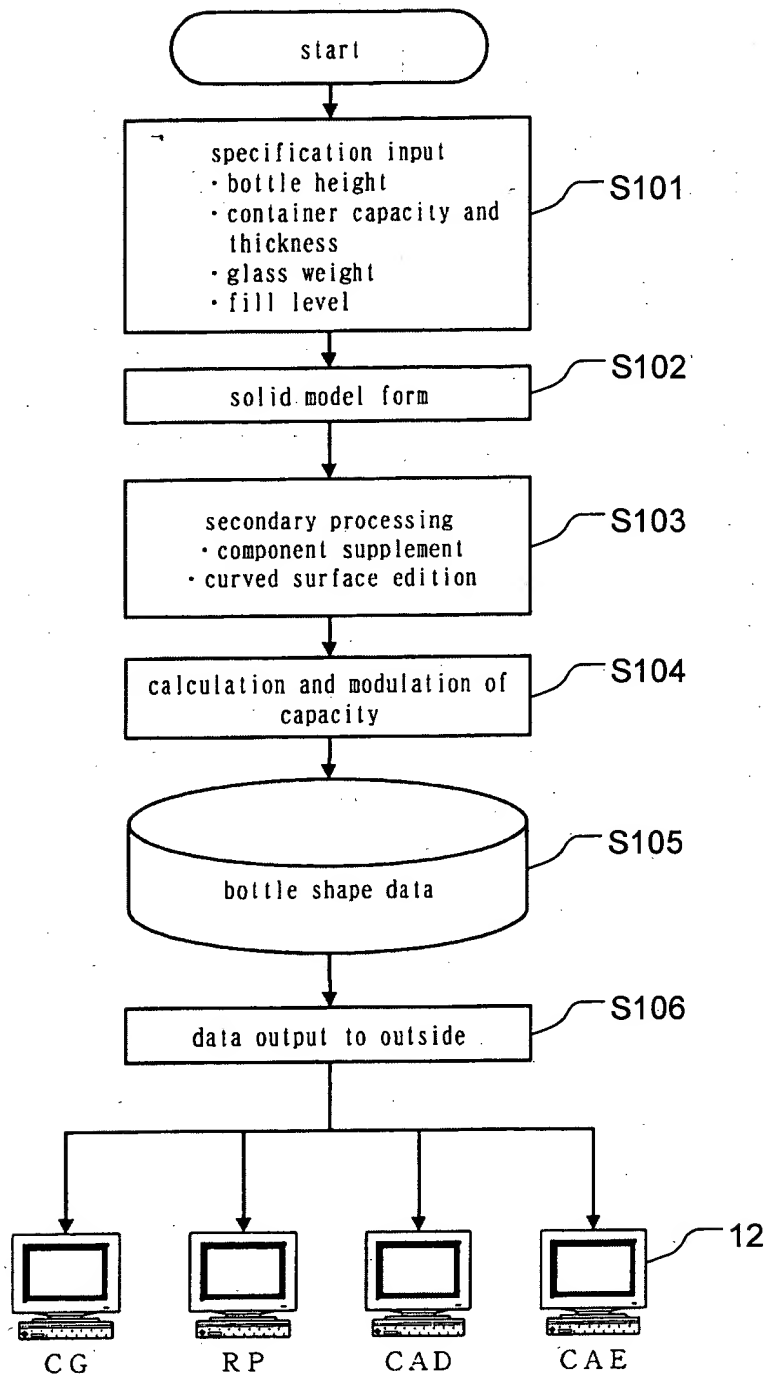 start
specification input
・bottle height
・container capacity and
thickness
・glass weight
・fill level
S101
solid model form
S102
secondary processing
・component supplement
・curved surface edition
S103
calculation and modulation of
capacity
S104
bottle shape data
S105
data output to outside
S106
12
CG
RP
CAD
CAE